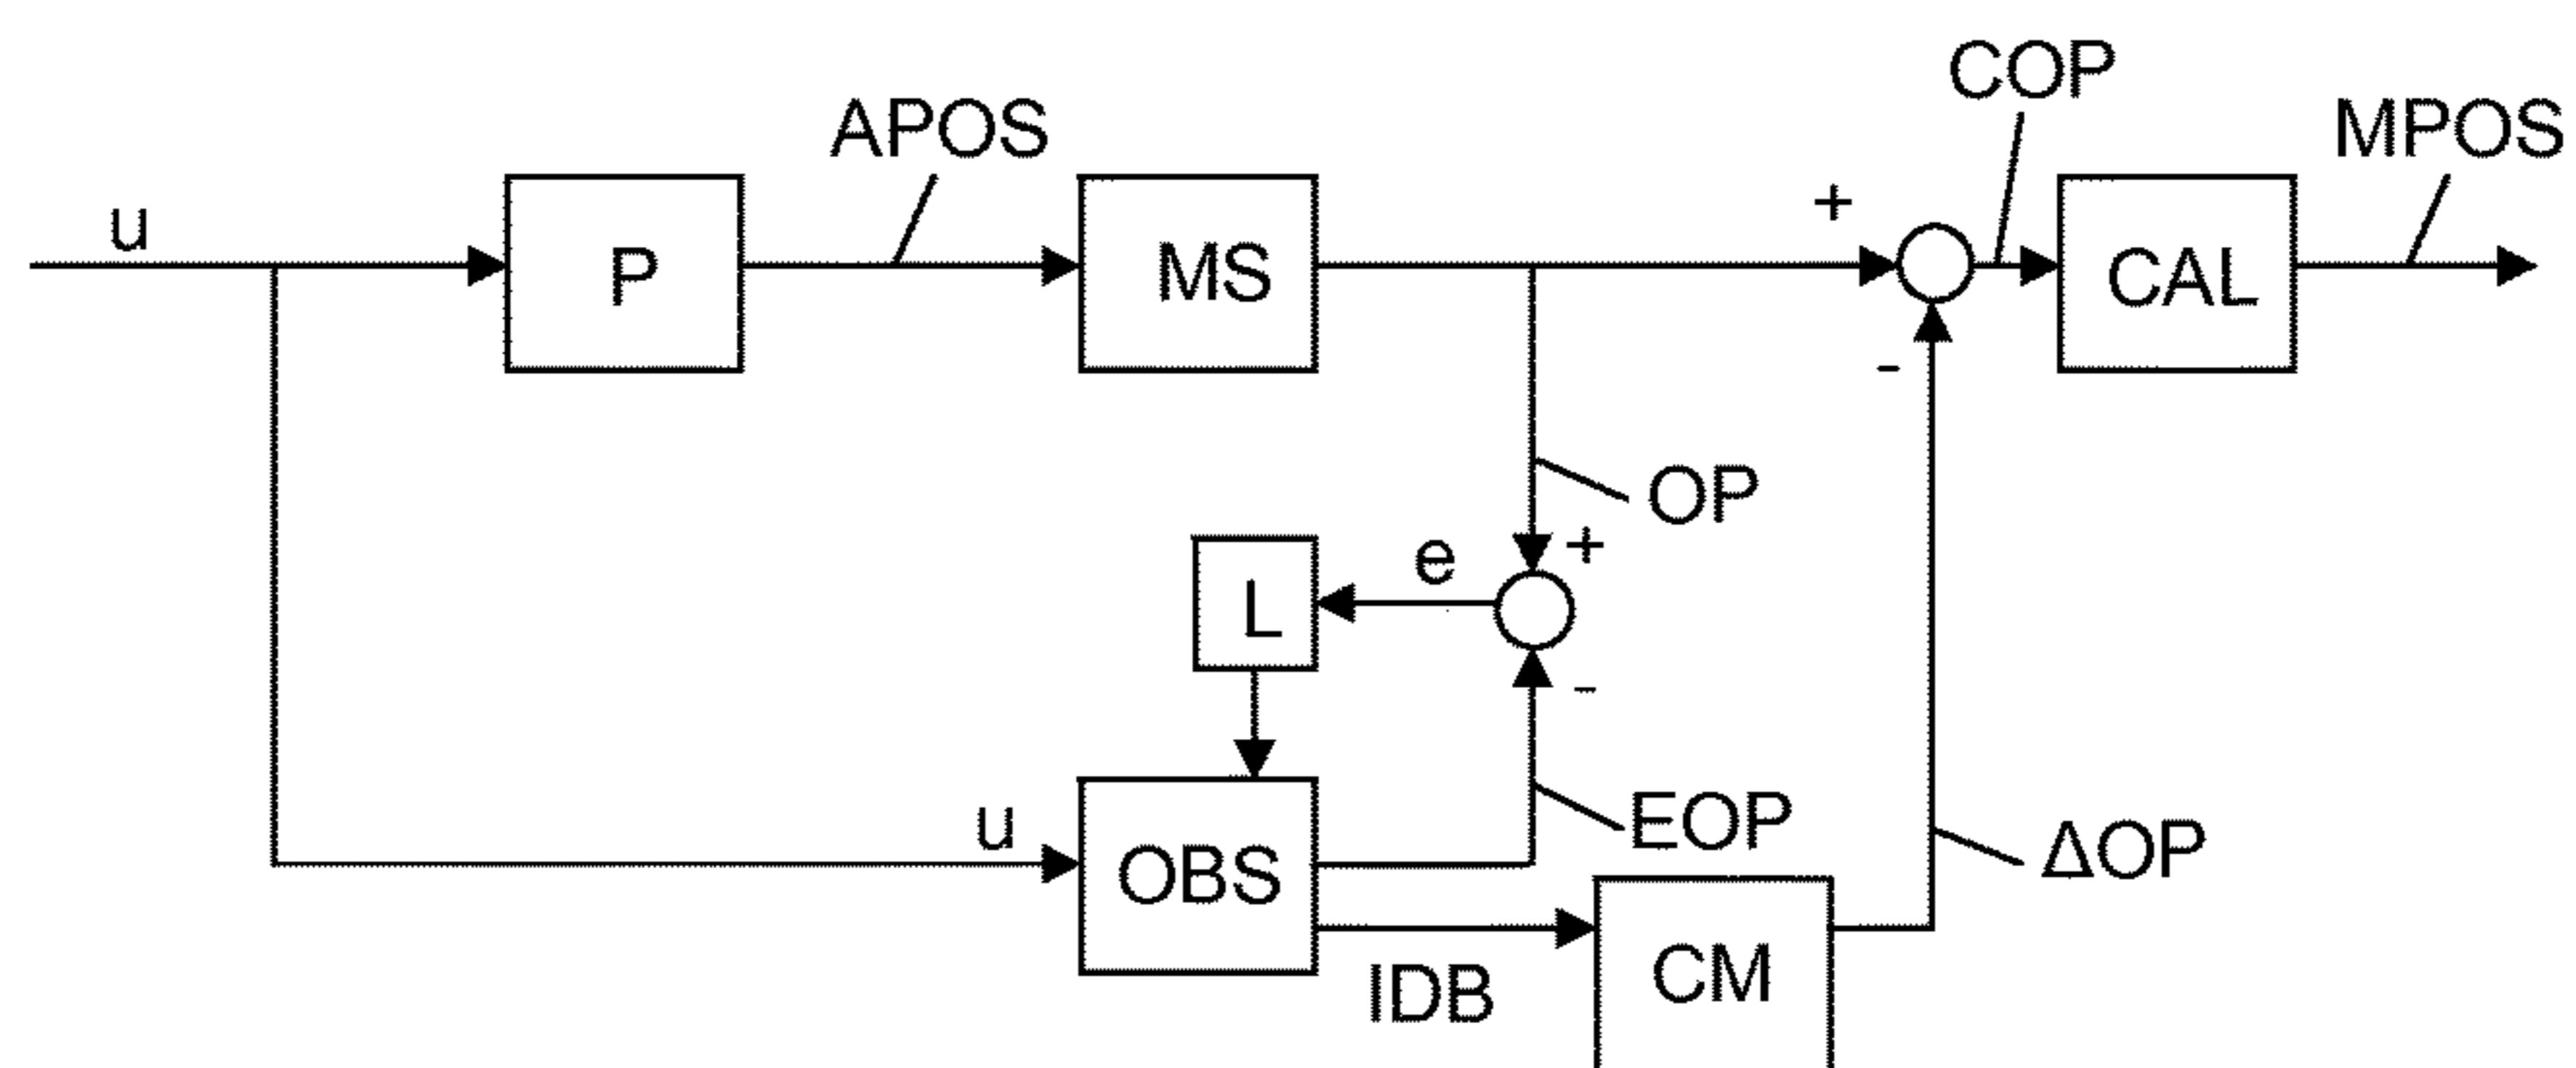 COP
APOS
MPOS
u
+
P
MS
CAL
-
OP
+
e
L
-
EOP
u
ΔOP
OBS
CM
IDB